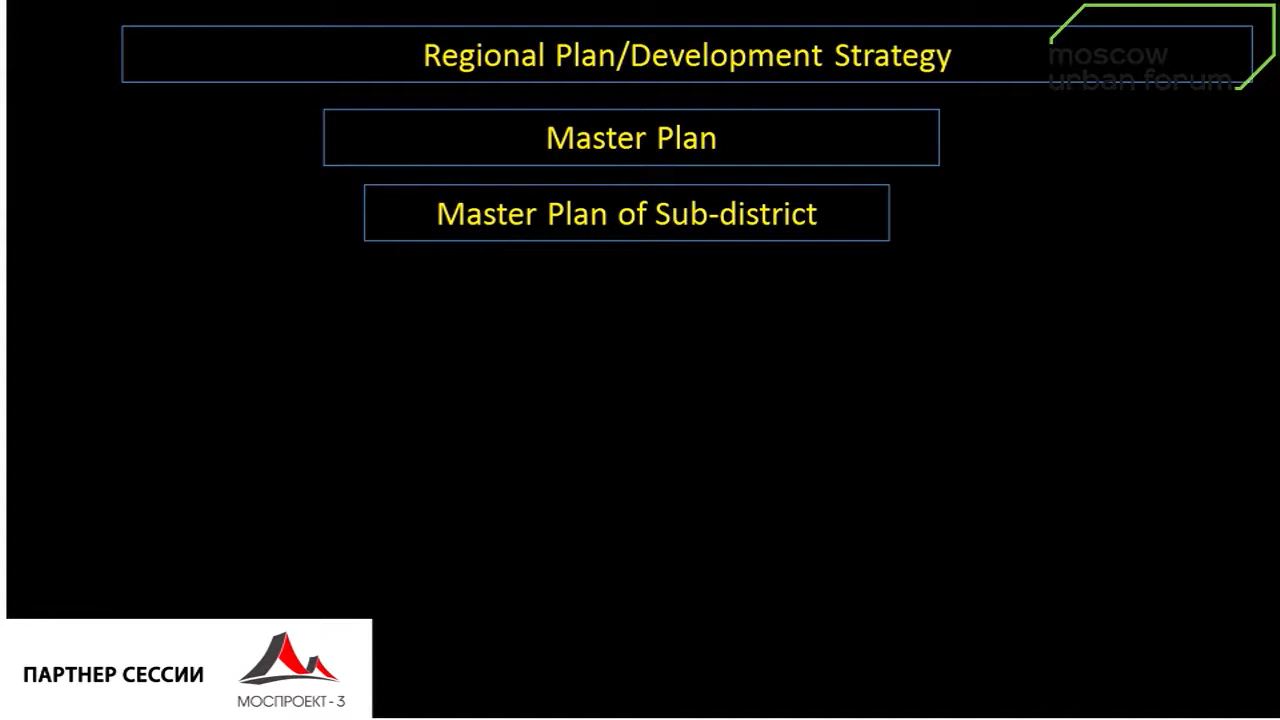 Regional Plan/Development Strategy
moscow
urban forum
Master Plan
Master Plan of Sub-district
ПАРТНЕР СЕССИИ
МОСПРОЕКТ - 3